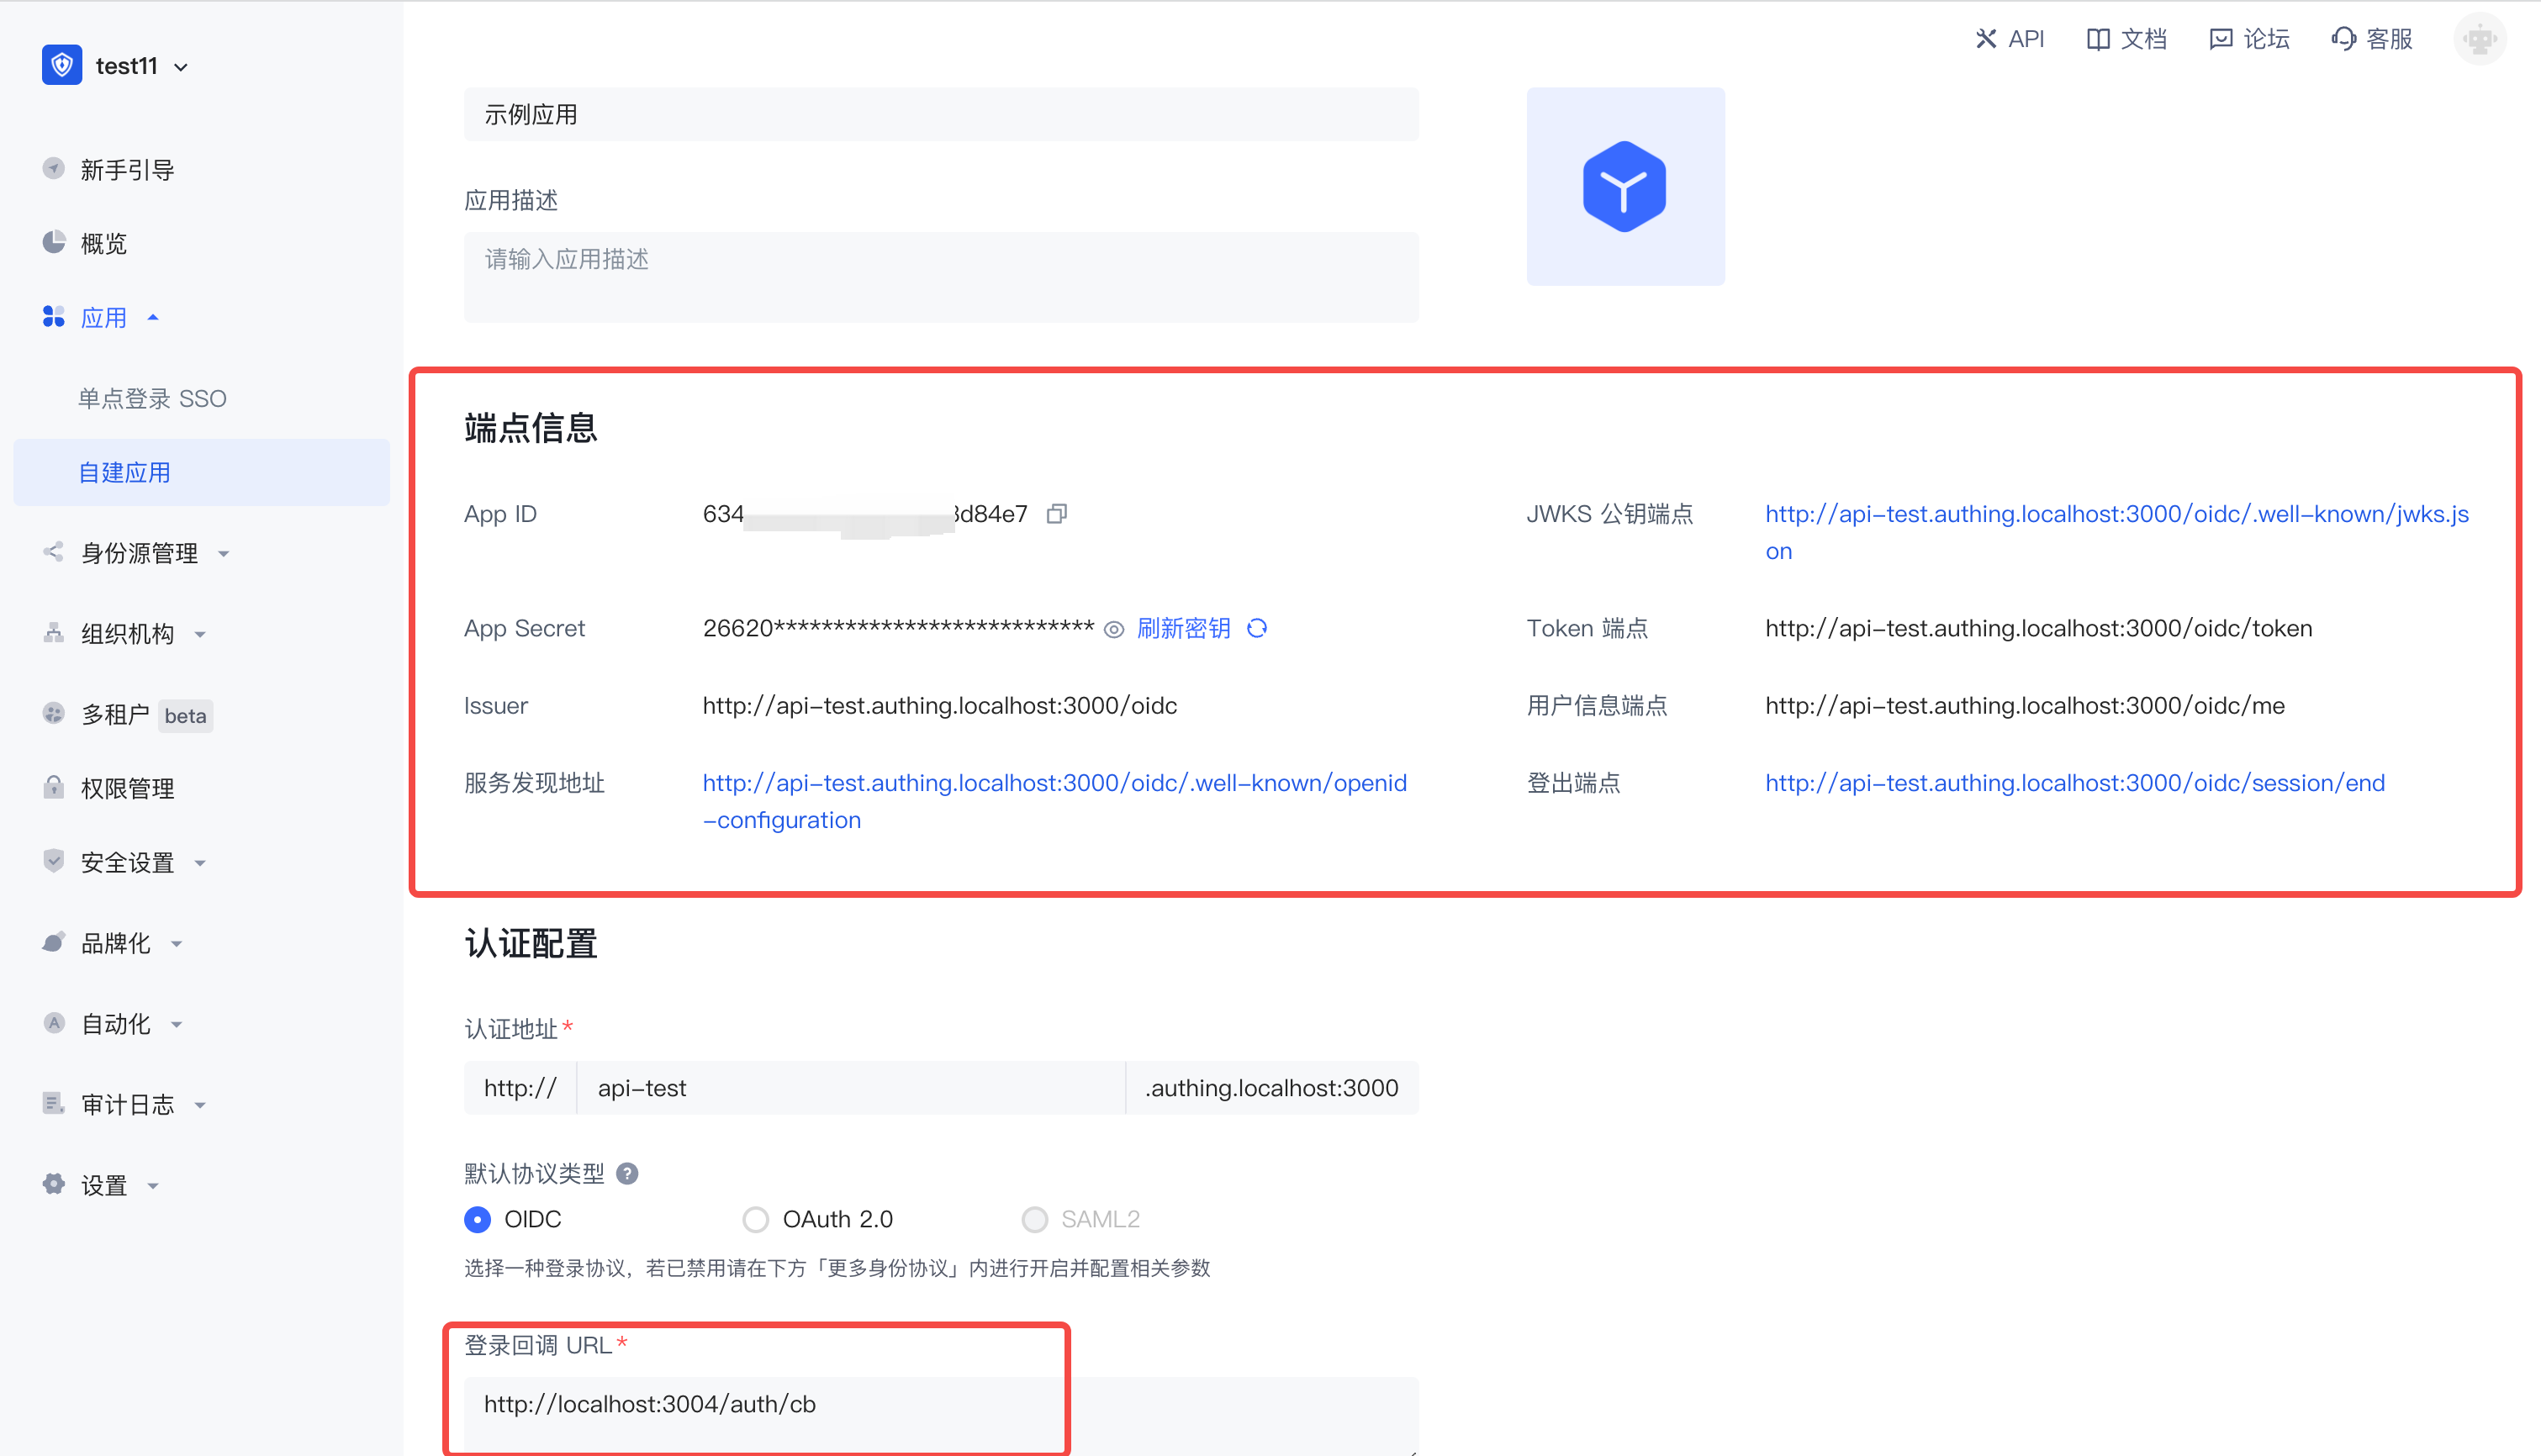 test11
API
文档
论坛
客服
新手引导
概览
应用
单点登录 SSO
自建应用
身份源管理
组织机构
多租户 beta
权限管理
安全设置
品牌化
自动化
审计日志
设置
示例应用
应用描述
请输入应用描述
端点信息
App ID
634
d84e7
JWKS 公钥端点
http://api-test.authing.localhost:3000/oidc/.well-known/jwks.js
on
App Secret
26620***************************
刷新密钥
Token 端点
http://api-test.authing.localhost:3000/oidc/token
Issuer
http://api-test.authing.localhost:3000/oidc
用户信息端点
http://api-test.authing.localhost:3000/oidc/me
服务发现地址
http://api-test.authing.localhost:3000/oidc/.well-known/openid
-configuration
登出端点
http://api-test.authing.localhost:3000/oidc/session/end
认证配置
认证地址*
http://
api-test
.authing.localhost:3000
默认协议类型
OIDC
OAuth 2.0
SAML2
选择一种登录协议，若已禁用请在下方「更多身份协议」内进行开启并配置相关参数
登录回调 URL*
http://localhost:3004/auth/cb